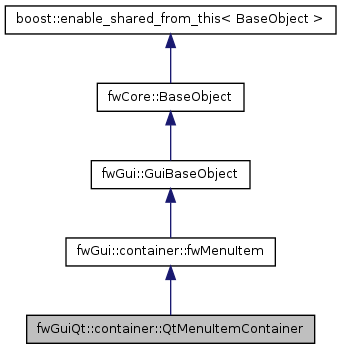 boost::enable_shared_from_this< BaseObject >
fwCore::BaseObject
fwGui::GuiBaseObject
fwGui::container::fwMenuItem
fwGuiQt::container::QtMenuItemContainer